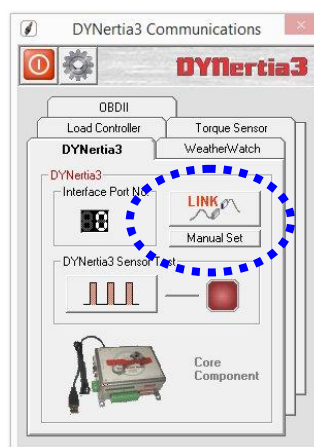 DYNertia3 Communications
DYNertia3
OBDII
Load Controller
Torque Sensor
DYNertia3
WeatherWatch
DYNertia3
Interface Port No.
8
LINK
Manual Set
DYNertia3 Sensor Test
Core
Component